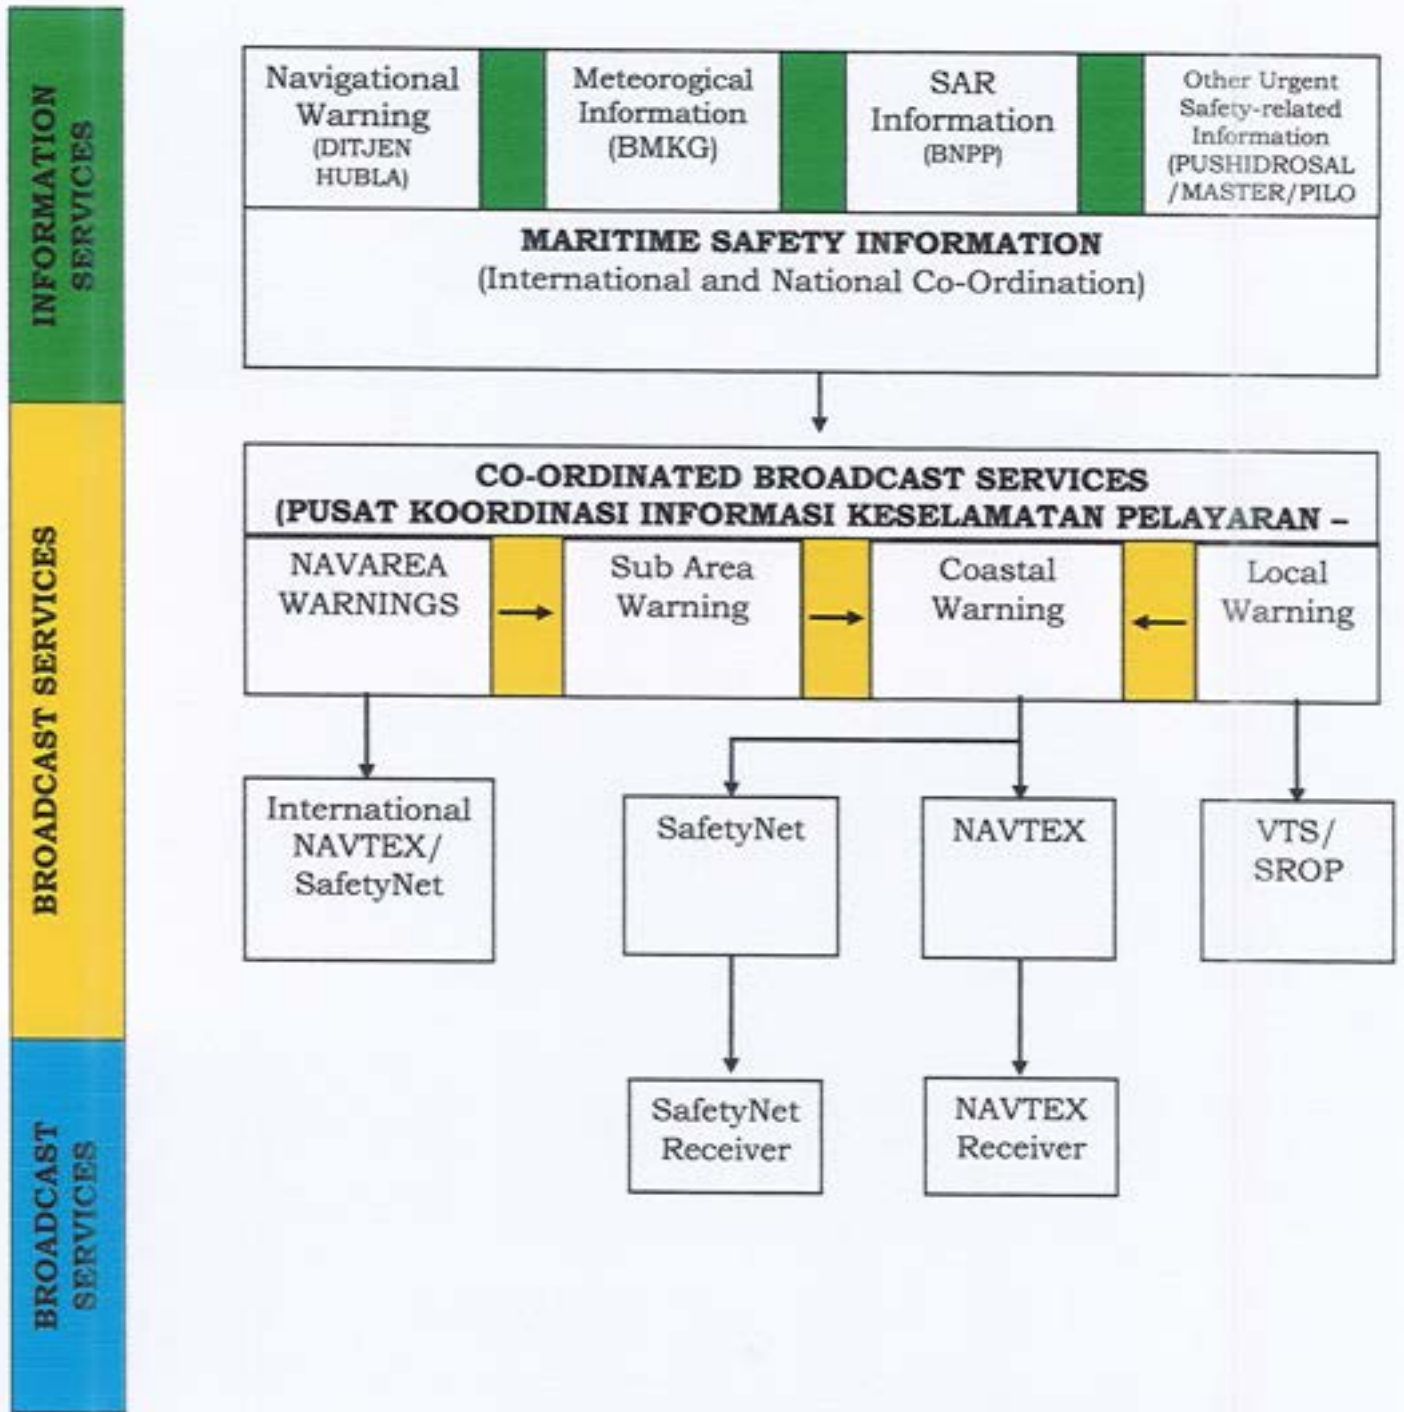 INFORMATION
SERVICES
Navigational
Warning
(DITJEN
HUBLA)
Meteorogical
Information
(BMKG)
SAR
Information
(BNPP)
Other Urgent
Safety-related
Information
(PUSHIDROSAL
/MASTER/PILO
MARITIME SAFETY INFORMATION
(International and National Co-Ordination)
BROADCAST SERVICES
CO-ORDINATED BROADCAST SERVICES
(PUSAT KOORDINASI INFORMASI KESELAMATAN PELAYARAN –
NAVAREA
WARNINGS
Sub Area
Warning
Coastal
Warning
Local
Warning
International
NAVTEX/
SafetyNet
SafetyNet
NAVTEX
VTS/
SROP
BROADCAST
SERVICES
SafetyNet
Receiver
NAVTEX
Receiver